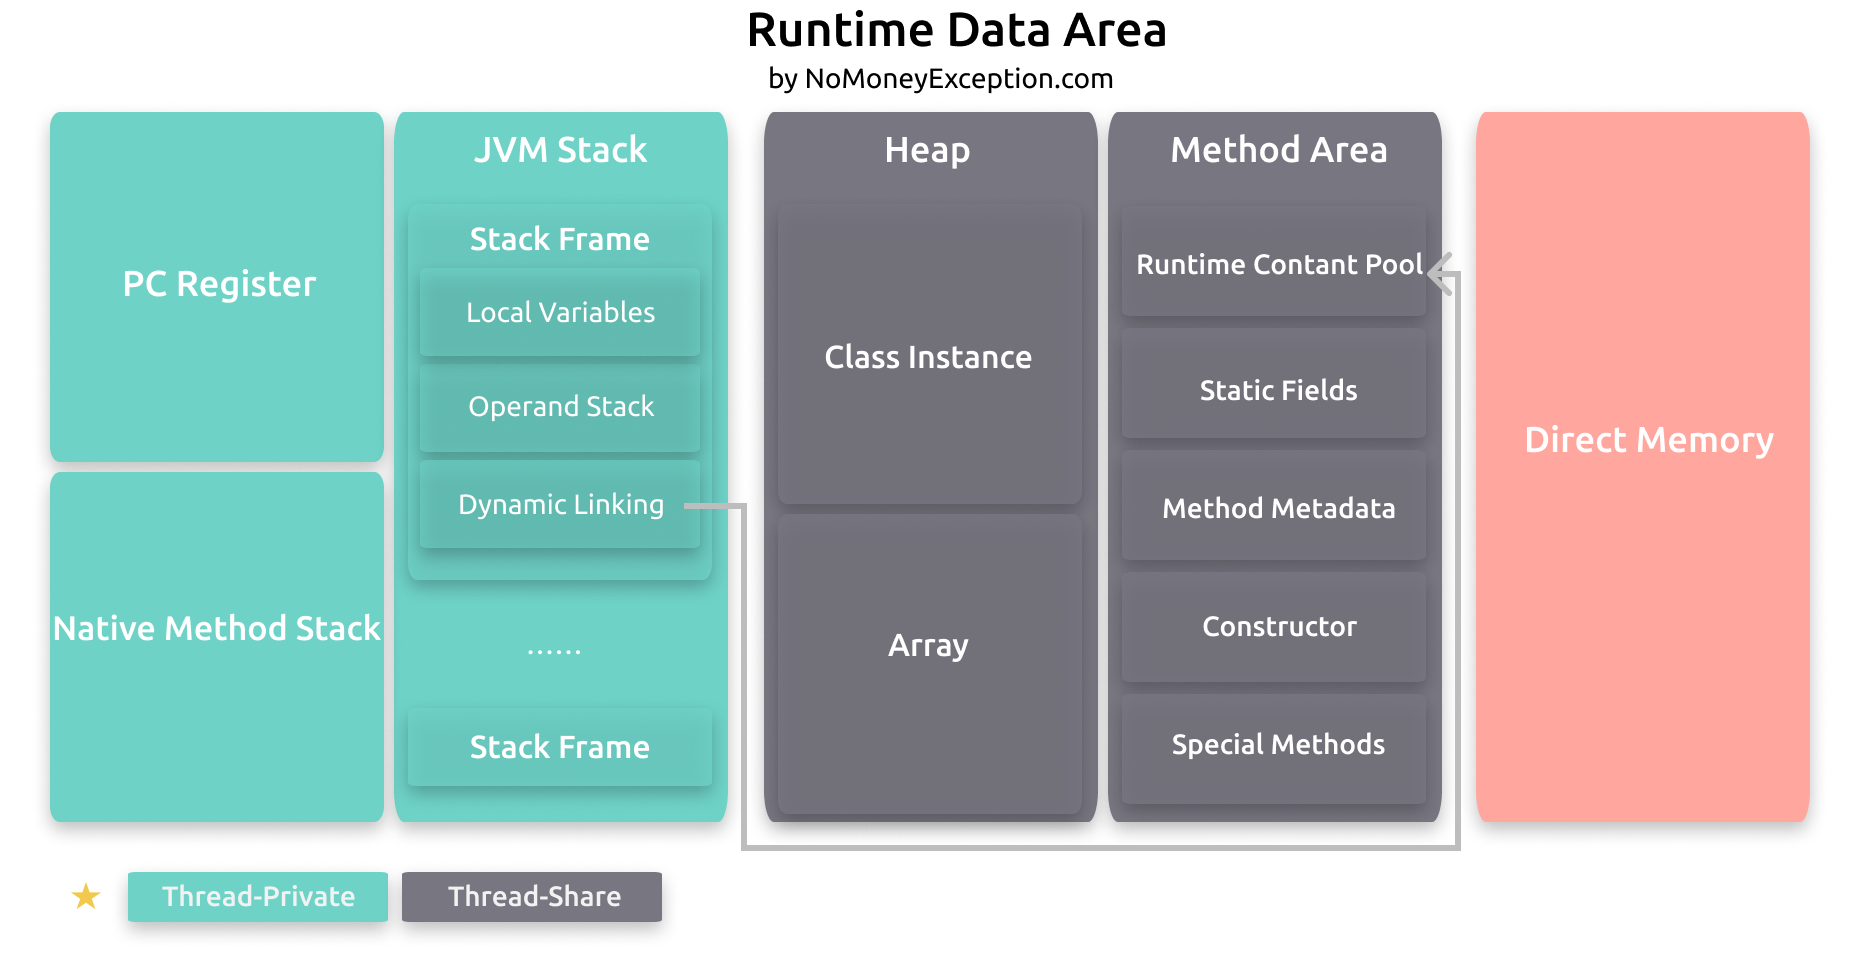 Runtime Data Area
by NoMoneyException.com
PC Register
Native Method Stack
JVM Stack
Stack Frame
Local Variables
Operand Stack
Dynamic Linking
......
Stack Frame
Heap
Class Instance
Array
Method Area
Runtime Contant Pool
Static Fields
Method Metadata
Constructor
Special Methods
Direct Memory
Thread-Private
Thread-Share